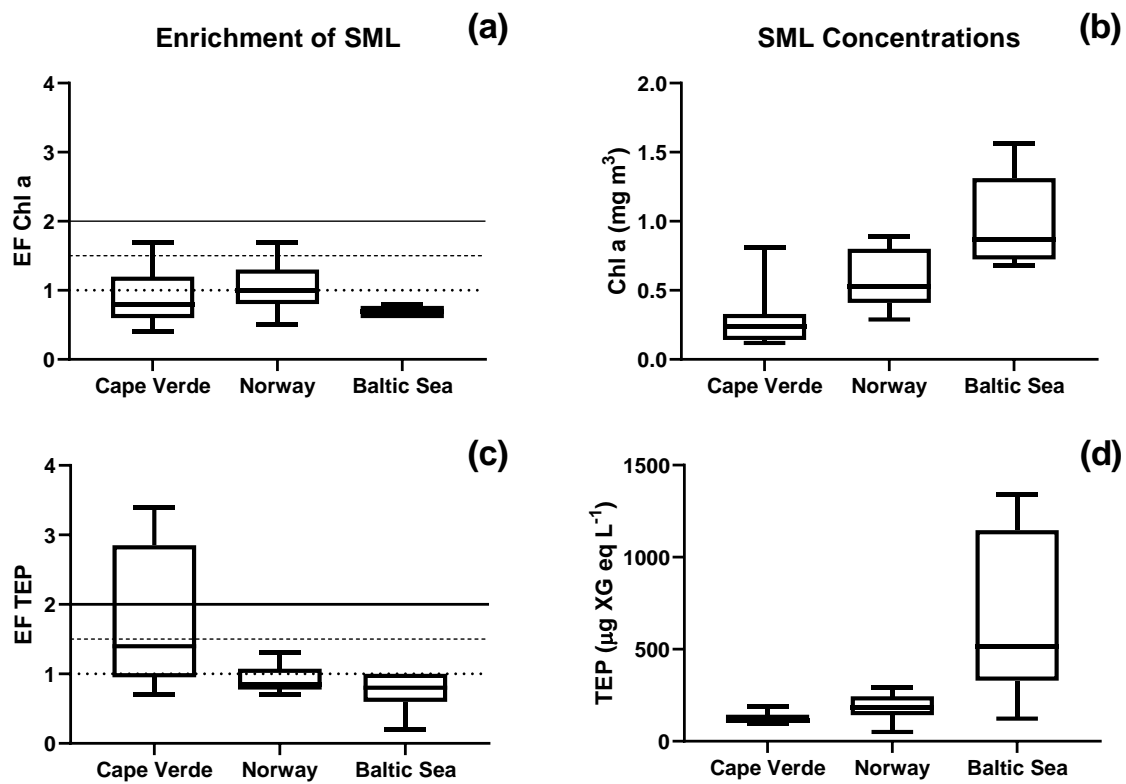 Enrichment of SML
(a)
EF Chl a
4
3
2
1
0
Cape Verde Norway Baltic Sea
SML Concentrations
(b)
Chl a (mg m³)
2.0
1.5
1.0
0.5
0.0
Cape Verde Norway Baltic Sea
(c)
EF TEP
4
3
2
1
0
Cape Verde Norway Baltic Sea
(d)
TEP (μg XG eq L⁻¹)
1500
1000
500
0
Cape Verde Norway Baltic Sea